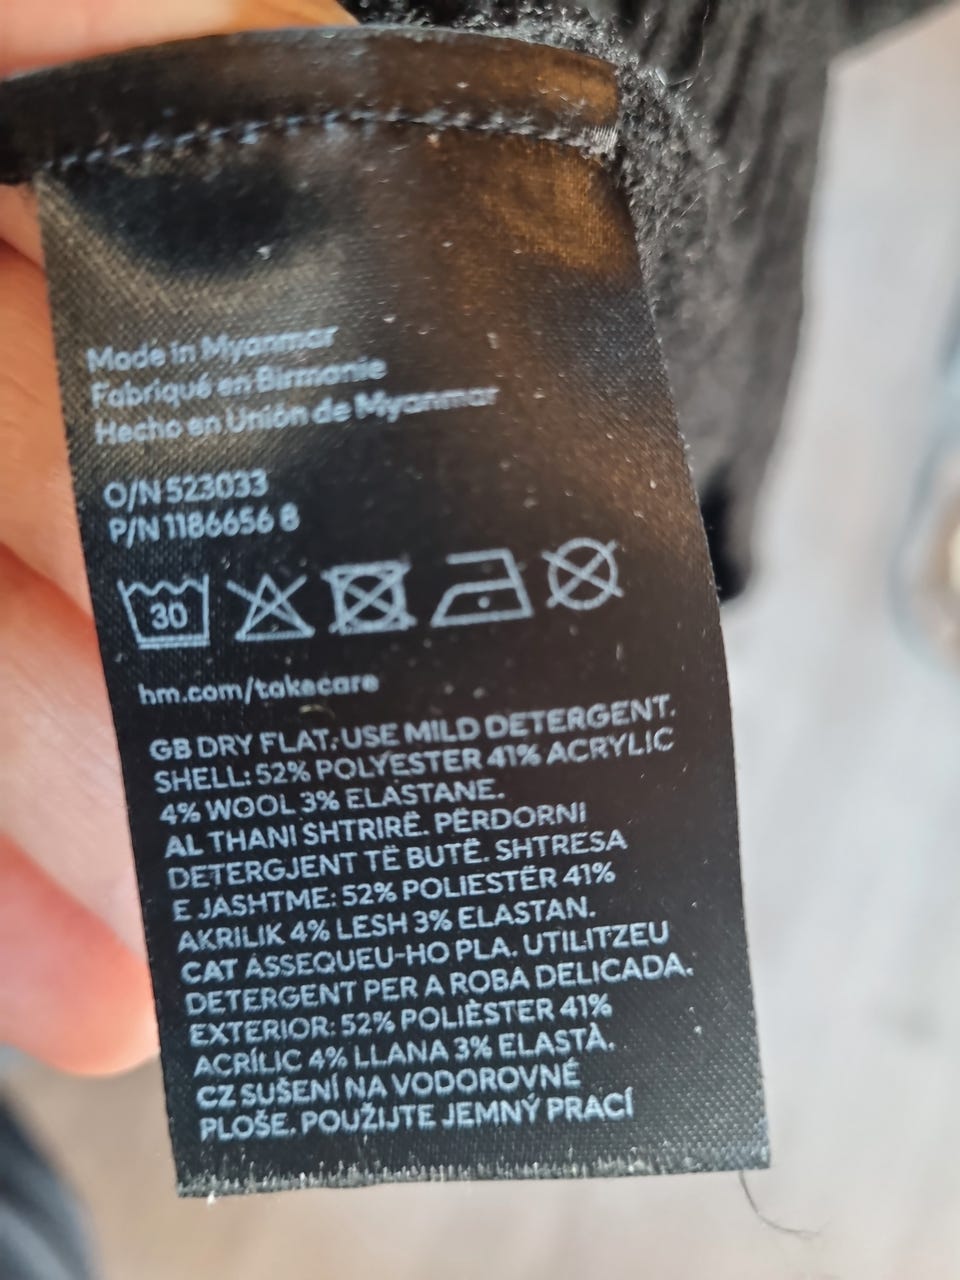 Made in Myanmar
Fabriqué en Birmanie
Hecho en Unión de Myanmar
O/N 523033
P/N 1186656 8
30
hm.com/takecare
GB DRY FLAT. USE MILD DETERGENT.
SHELL: 52% POLYESTER 41% ACRYLIC
4% WOOL 3% ELASTANE.
AL THANI SHTRIRË. PËRDORNI
DETERGJENT TË BUTË. SHTRESA
E JASHTME: 52% POLIESTËR 41%
AKRILIK 4% LESH 3% ELASTAN.
CAT ASSEQUEU-HO PLA. UTILITZEU
DETERGENT PER A ROBA DELICADA.
EXTERIOR: 52% POLIÈSTER 41%
ACRÍLIC 4% LLANA 3% ELASTÀ.
CZ SUŠENÍ NA VODOROVNÉ
PLOŠE. POUŽIJTE JEMNÝ PRACÍ